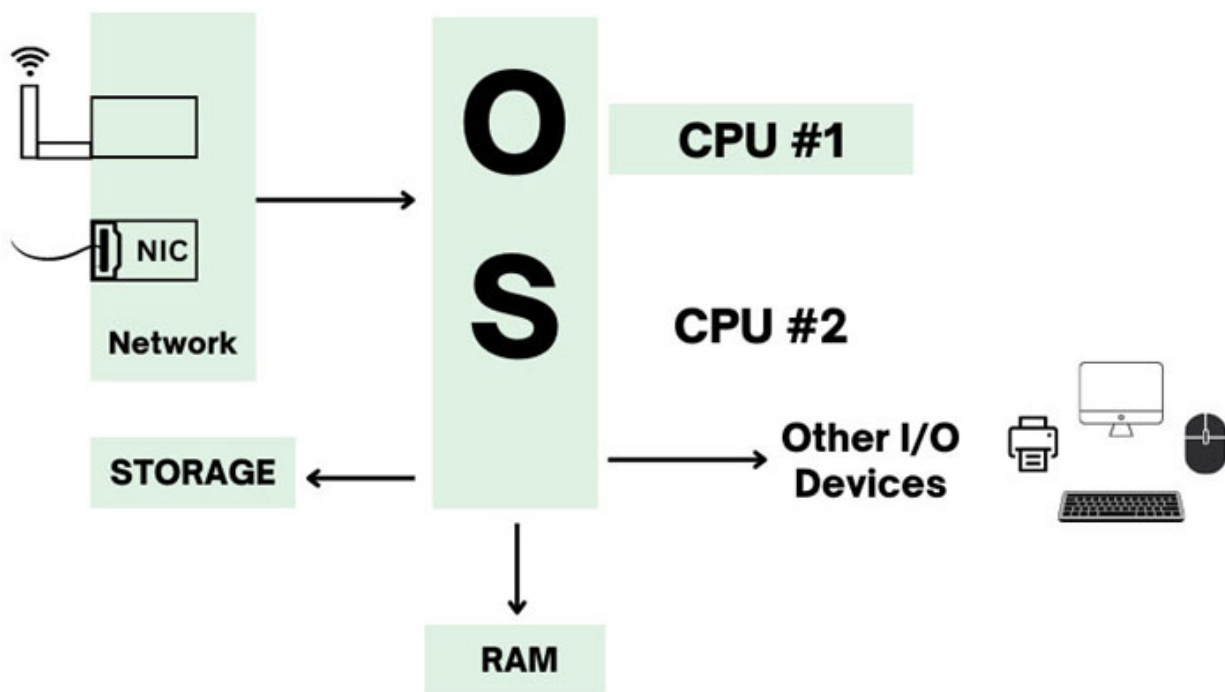 O
S
CPU #1
NIC
CPU #2
Network
Other I/O
Devices
STORAGE
RAM